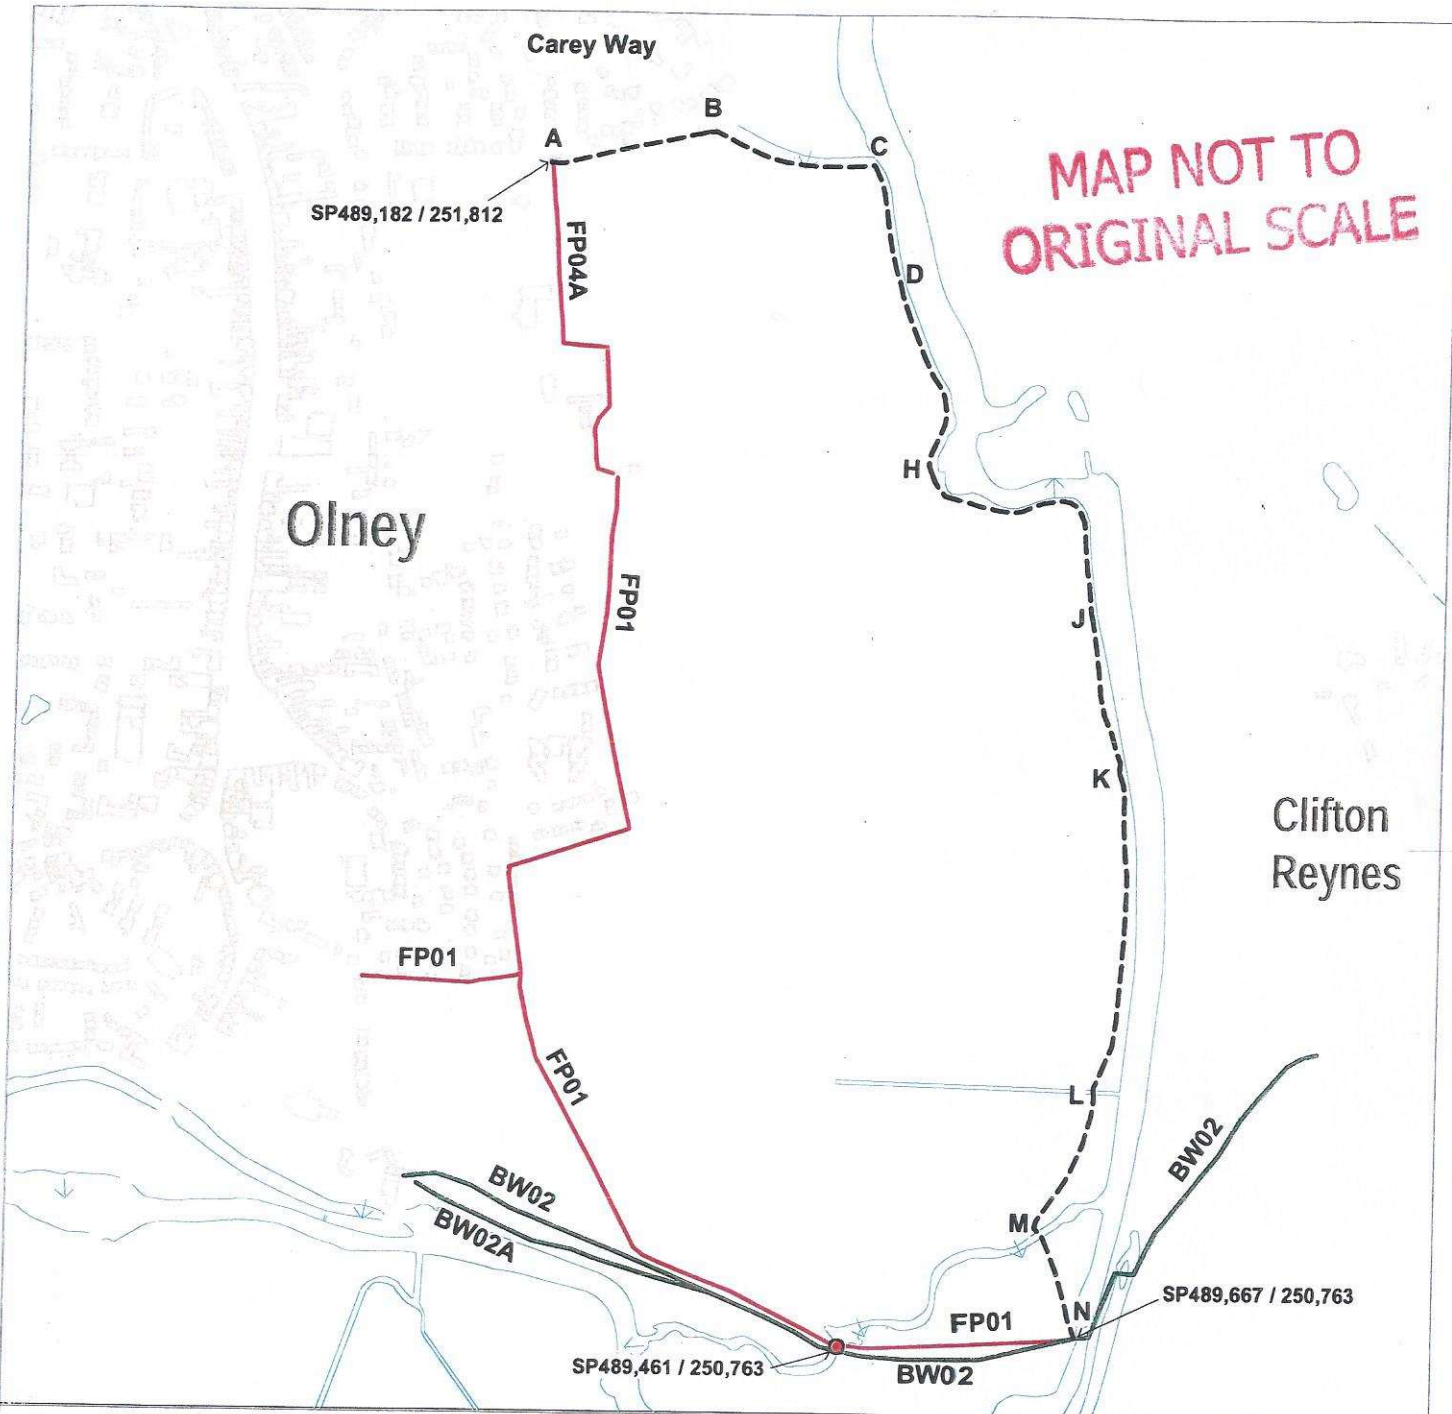 Carey Way
B
A
C
MAP NOT TO
ORIGINAL SCALE
SP489,182 / 251,812
FP04A
D
H
Olney
FP01
J
K
Clifton
Reynes
FP01
FP01
L
BW02
BW02
BW02A
M
N
SP489,667 / 250,763
FP01
SP489,461 / 250,763
BW02